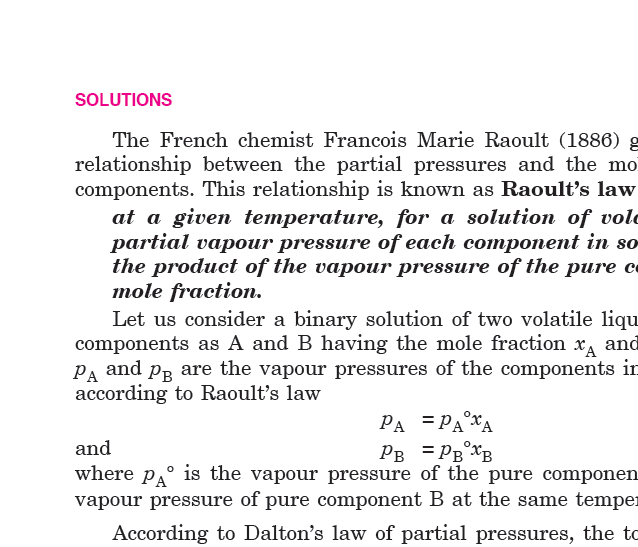 SOLUTIONS
The French chemist Francois Marie Raoult (1886) g
relationship between the partial pressures and the mo
components. This relationship is known as Raoult's law
at a given temperature, for a solution of vola
partial vapour pressure of each component in so
the product of the vapour pressure of the pure c
mole fraction.
Let us consider a binary solution of two volatile liqu
components as A and B having the mole fraction x_A and
p_A and p_B are the vapour pressures of the components in
according to Raoult's law
p_A = p_A°x_A
and p_B = p_B°x_B
where p_A° is the vapour pressure of the pure componen
vapour pressure of pure component B at the same temper
According to Dalton's law of partial pressures, the to